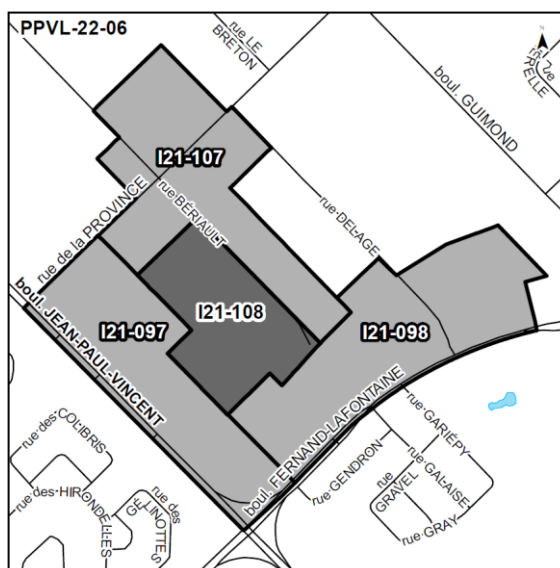 PPVL-22-06
rue LE
BRETON
N
boul. GUIMOND
I21-107
rue de la PROVINCE
rue BÉRIAULT
rue DELAGE
boul. JEAN-PAUL-VINCENT
I21-097
I21-108
I21-098
boul. FERNAND-LAFONTAINE
rue des COLIBRIS
rue des HIRONDELLES
rue des
GÉLINOTTES
rue GENDRON
rue GARIÉPY
rue GALAISE
rue
GRAVEL
rue GRAY